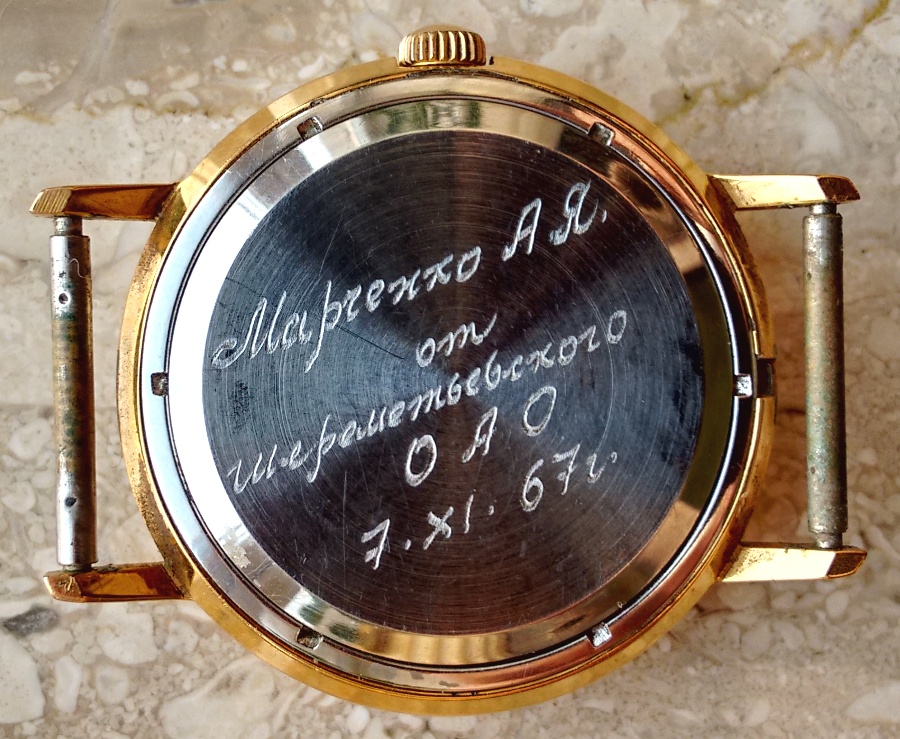 Марченко А Я.
от
шереметьевского
О А О
7. XI. 67г.